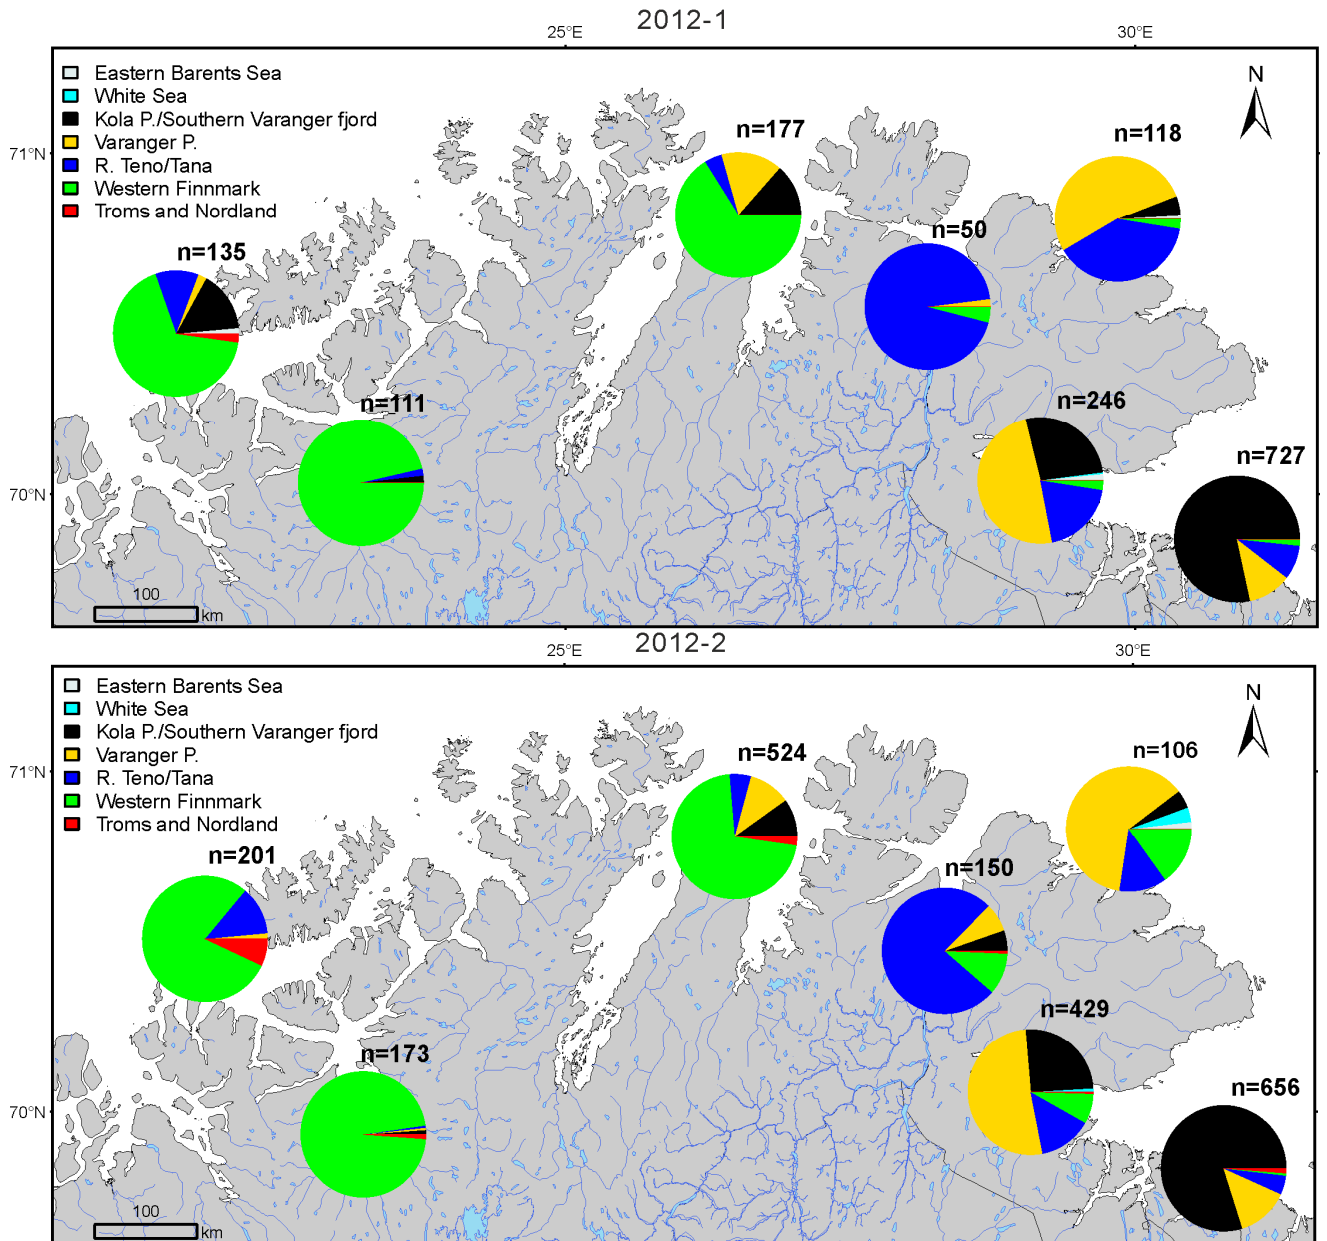 2012-1
25°E
30°E
Eastern Barents Sea
White Sea
Kola P./Southern Varanger fjord
Varanger P.
R. Teno/Tana
Western Finnmark
Troms and Nordland
N
71°N
70°N
n=177
n=118
n=50
n=135
n=111
n=246
n=727
100
km
2012-2
25°E
30°E
Eastern Barents Sea
White Sea
Kola P./Southern Varanger fjord
Varanger P.
R. Teno/Tana
Western Finnmark
Troms and Nordland
N
71°N
70°N
n=524
n=106
n=201
n=150
n=429
n=173
n=656
100
km